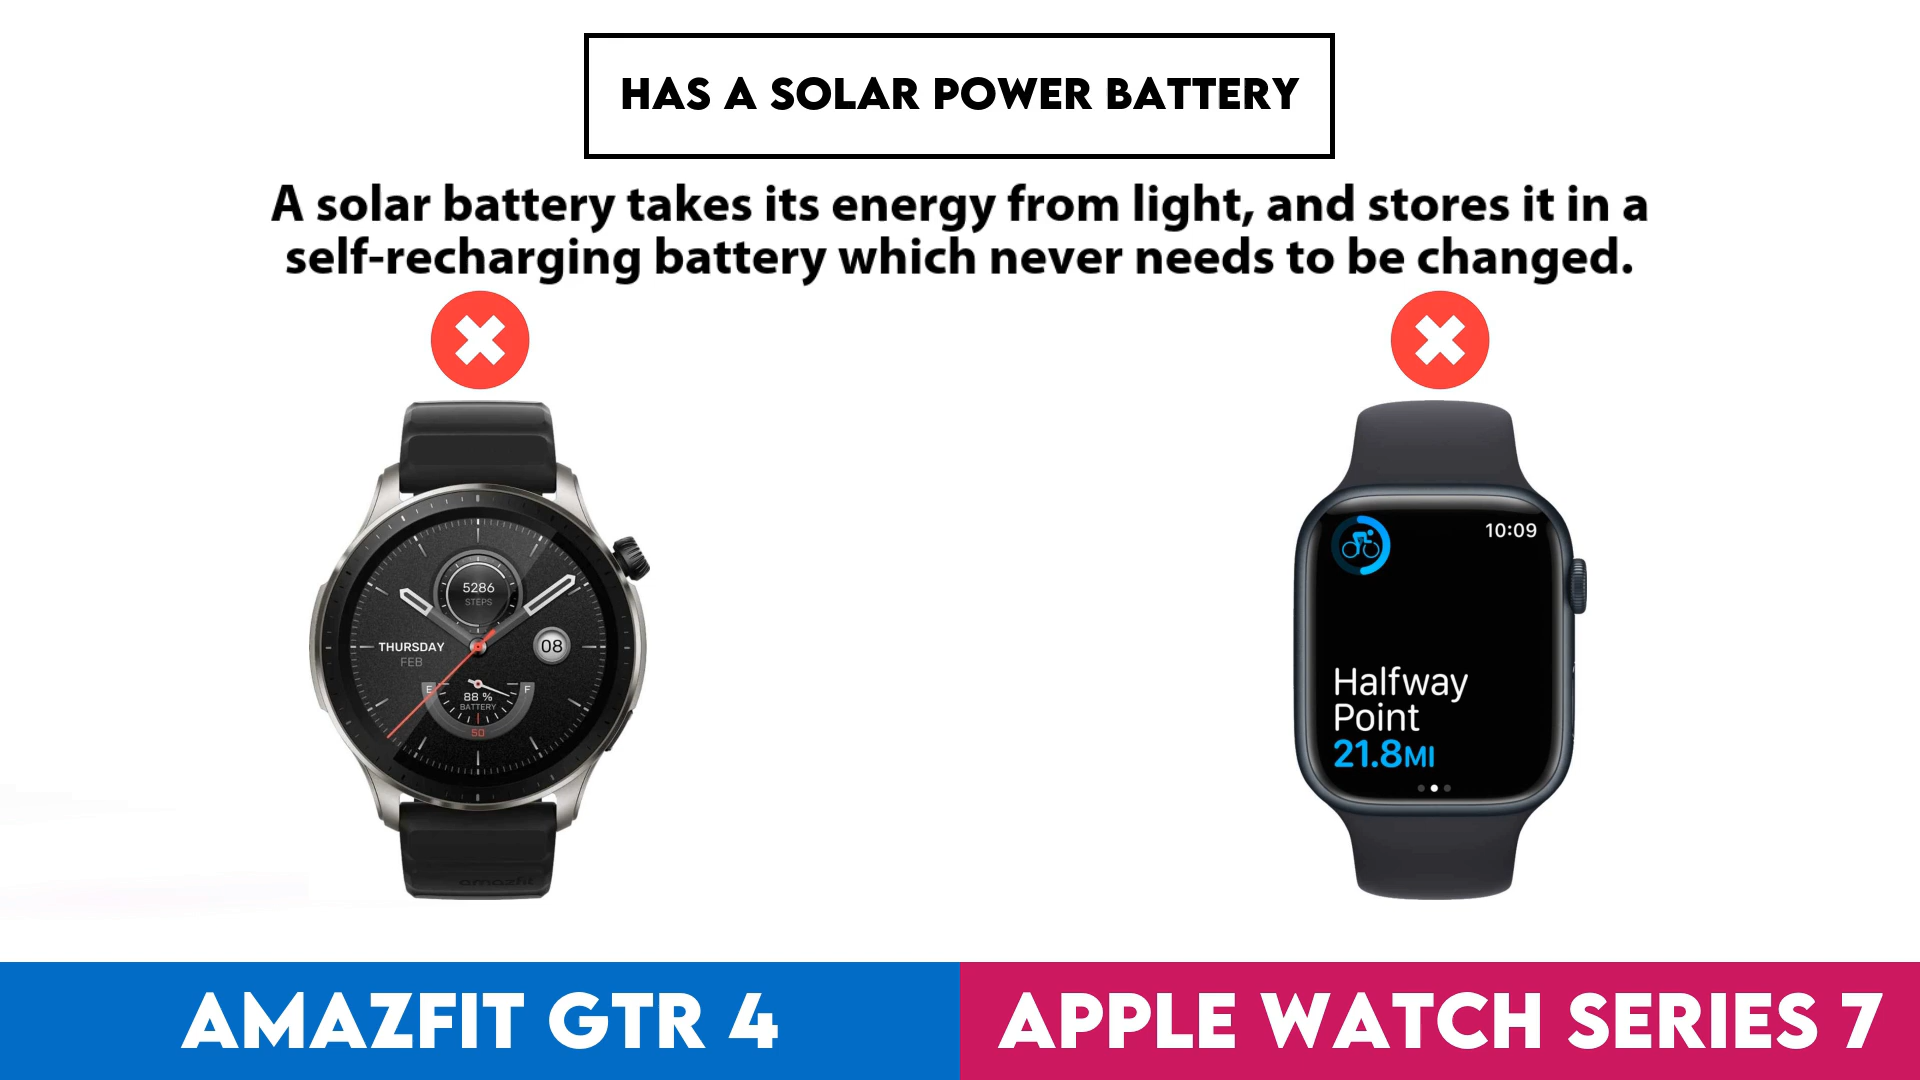 HAS A SOLAR POWER BATTERY
A solar battery takes its energy from light, and stores it in a
self-recharging battery which never needs to be changed.
5286
STEPS
THURSDAY
FEB
08
E
F
88 %
BATTERY
50
amazfit
10:09
Halfway
Point
21.8MI
AMAZFIT GTR 4
APPLE WATCH SERIES 7